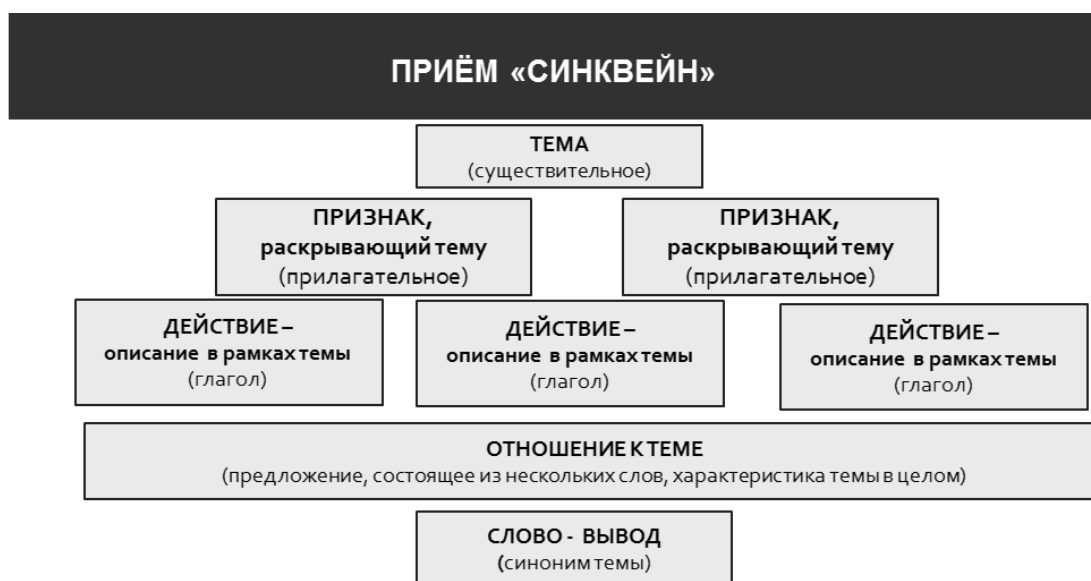 ПРИЁМ «СИНКВЕЙН»
ТЕМА
(существительное)
ПРИЗНАК,
раскрывающий тему
(прилагательное)
ПРИЗНАК,
раскрывающий тему
(прилагательное)
ДЕЙСТВИЕ –
описание в рамках темы
(глагол)
ДЕЙСТВИЕ –
описание в рамках темы
(глагол)
ДЕЙСТВИЕ –
описание в рамках темы
(глагол)
ОТНОШЕНИЕ К ТЕМЕ
(предложение, состоящее из нескольких слов, характеристика темы в целом)
СЛОВО - ВЫВОД
(синоним темы)